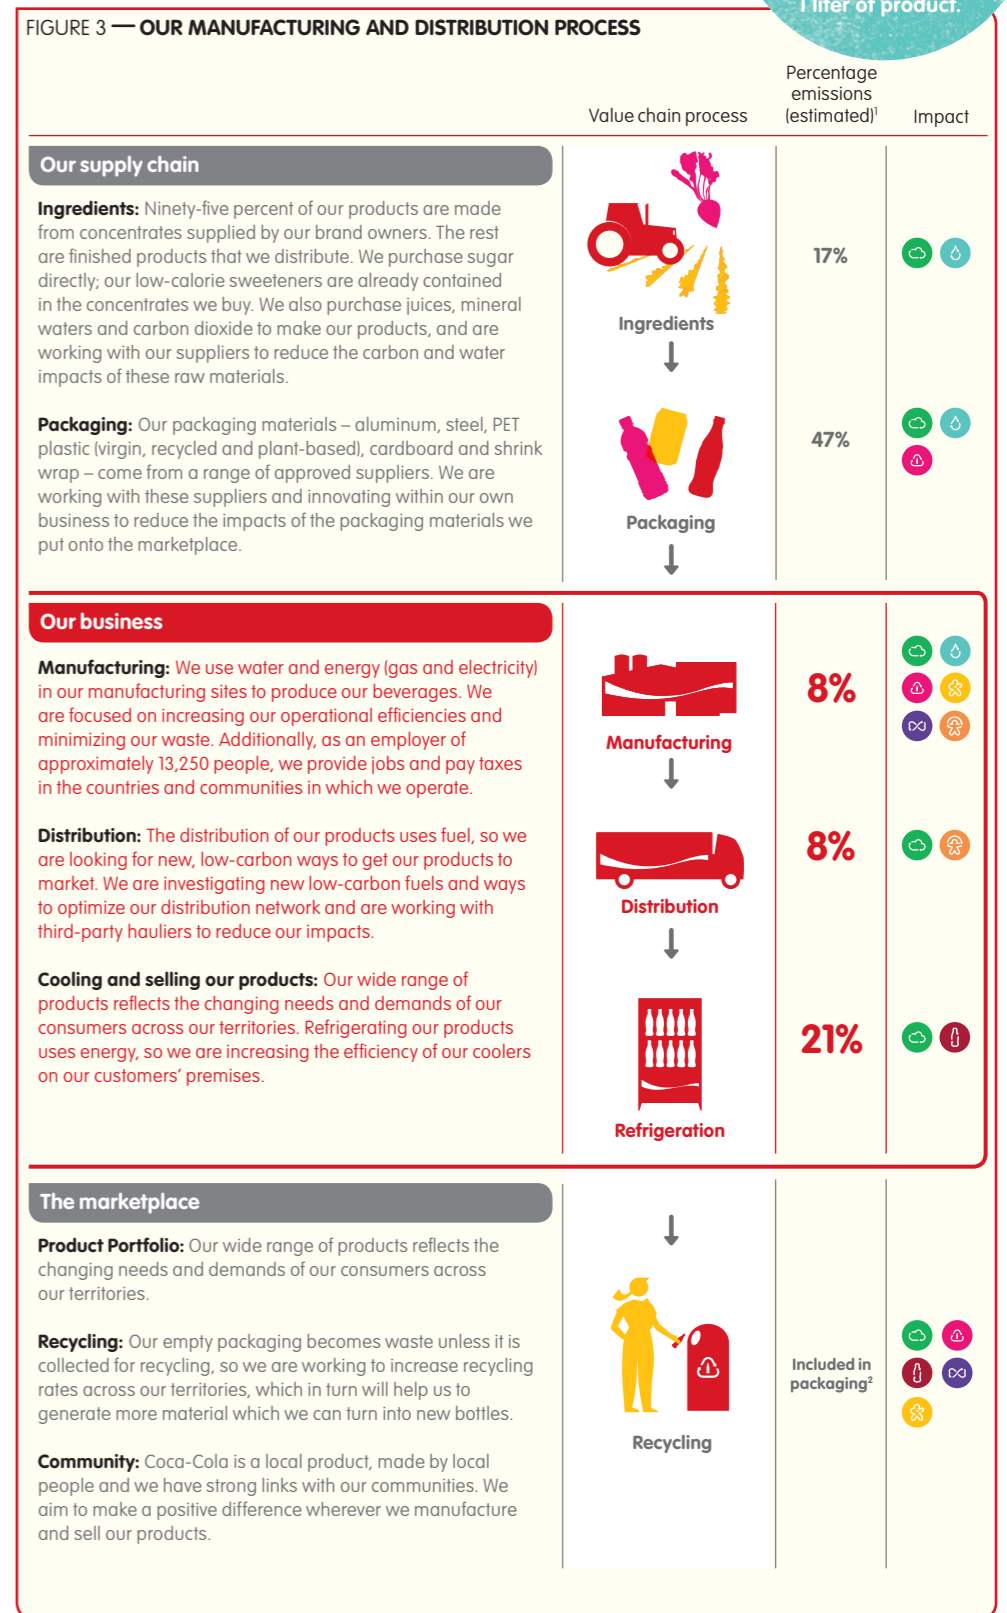 1 liter of product.
FIGURE 3 — OUR MANUFACTURING AND DISTRIBUTION PROCESS
Value chain process
Percentage
emissions
(estimated)¹
Impact
Our supply chain
Ingredients: Ninety-five percent of our products are made
from concentrates supplied by our brand owners. The rest
are finished products that we distribute. We purchase sugar
directly; our low-calorie sweeteners are already contained
in the concentrates we buy. We also purchase juices, mineral
waters and carbon dioxide to make our products, and are
working with our suppliers to reduce the carbon and water
impacts of these raw materials.
Ingredients
17%
Packaging: Our packaging materials – aluminum, steel, PET
plastic (virgin, recycled and plant-based), cardboard and shrink
wrap – come from a range of approved suppliers. We are
working with these suppliers and innovating within our own
business to reduce the impacts of the packaging materials we
put onto the marketplace.
Packaging
47%
Our business
Manufacturing: We use water and energy (gas and electricity)
in our manufacturing sites to produce our beverages. We
are focused on increasing our operational efficiencies and
minimizing our waste. Additionally, as an employer of
approximately 13,250 people, we provide jobs and pay taxes
in the countries and communities in which we operate.
Manufacturing
8%
Distribution: The distribution of our products uses fuel, so we
are looking for new, low-carbon ways to get our products to
market. We are investigating new low-carbon fuels and ways
to optimize our distribution network and are working with
third-party hauliers to reduce our impacts.
Distribution
8%
Cooling and selling our products: Our wide range of
products reflects the changing needs and demands of our
consumers across our territories. Refrigerating our products
uses energy, so we are increasing the efficiency of our coolers
on our customers’ premises.
Refrigeration
21%
The marketplace
Product Portfolio: Our wide range of products reflects the
changing needs and demands of our consumers across
our territories.
Recycling: Our empty packaging becomes waste unless it is
collected for recycling, so we are working to increase recycling
rates across our territories, which in turn will help us to
generate more material which we can turn into new bottles.
Community: Coca-Cola is a local product, made by local
people and we have strong links with our communities. We
aim to make a positive difference wherever we manufacture
and sell our products.
Recycling
Included in
packaging²